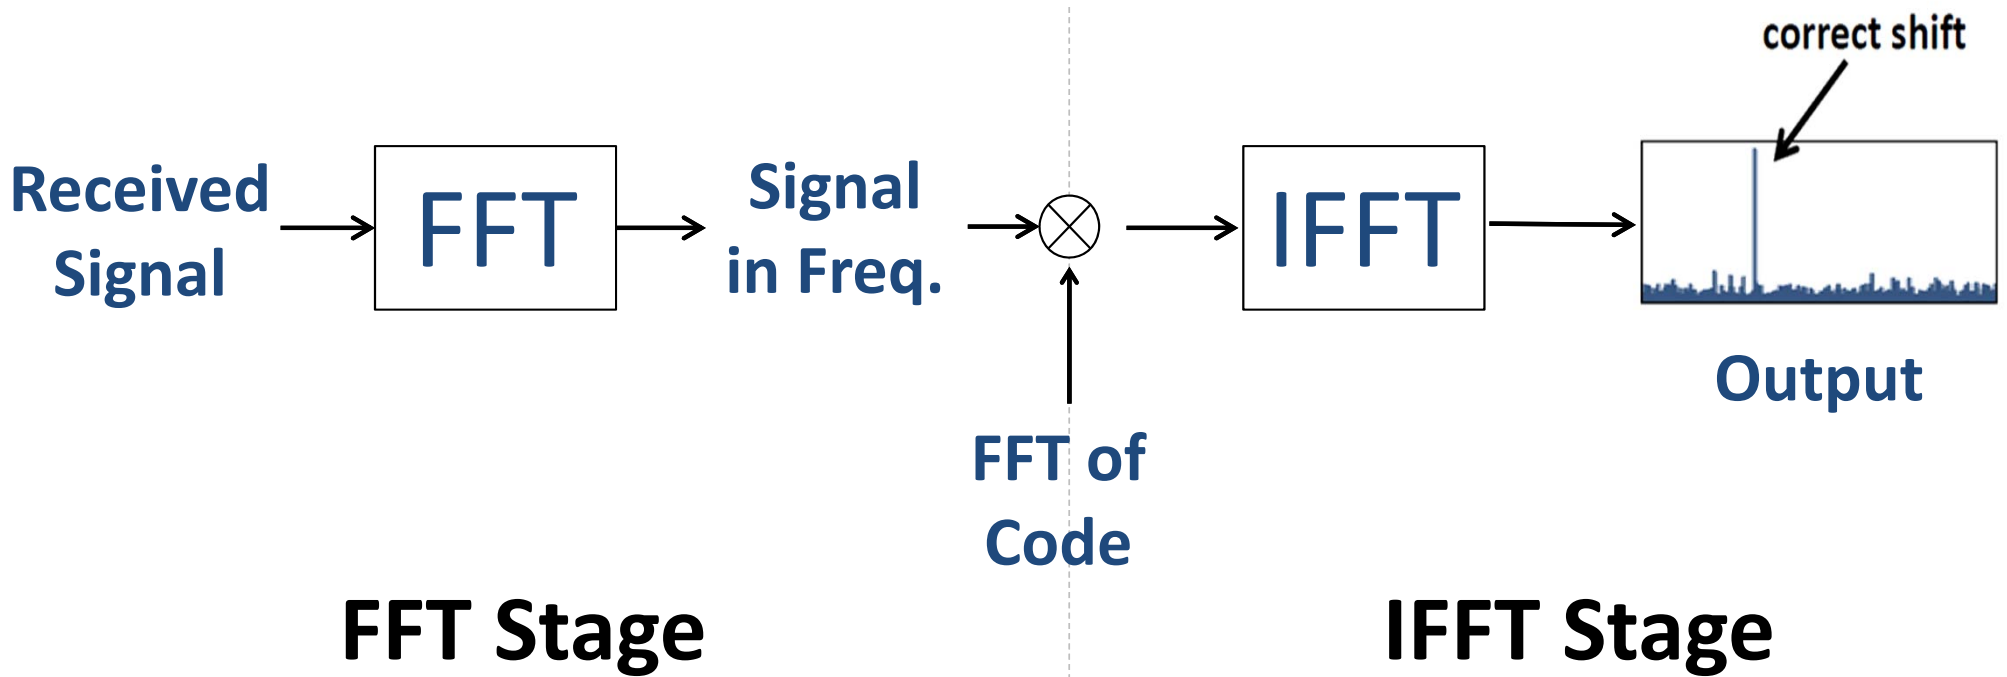 correct shift
Received
Signal
FFT
Signal
in Freq.
IFFT
Output
FFT of
Code
FFT Stage
IFFT Stage